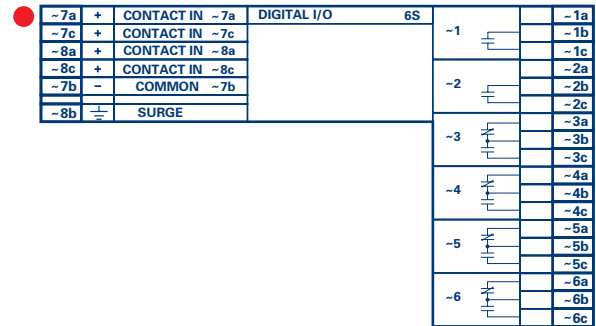 ~7a + CONTACT IN ~7a DIGITAL I/O 6S ~1 ~1a
~7c + CONTACT IN ~7c ~1b
~8a + CONTACT IN ~8a ~1c
~8c + CONTACT IN ~8c ~2 ~2a
~7b – COMMON ~7b ~2b
~2c
~8b SURGE ~3 ~3a
~3b
~3c
~4 ~4a
~4b
~4c
~5 ~5a
~5b
~5c
~6 ~6a
~6b
~6c